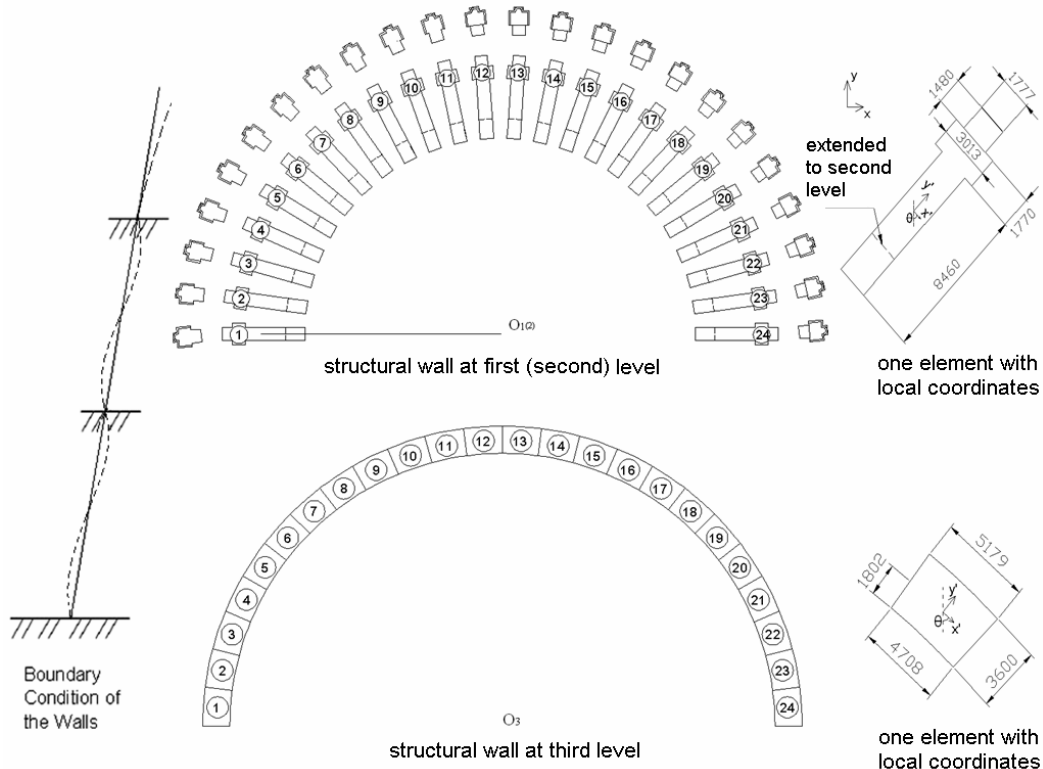 1
2
3
4
5
6
7
8
9
10
11
12
13
14
15
16
17
18
19
20
21
22
23
24
O1(2)
structural wall at first (second) level
y
x
extended
to second
level
1480
1777
3013
y'
θ
x'
1770
8460
one element with
local coordinates
Boundary
Condition of
the Walls
1
2
3
4
5
6
7
8
9
10
11
12
13
14
15
16
17
18
19
20
21
22
23
24
O3
structural wall at third level
5179
1802
y'
θ
x'
4708
3600
one element with
local coordinates